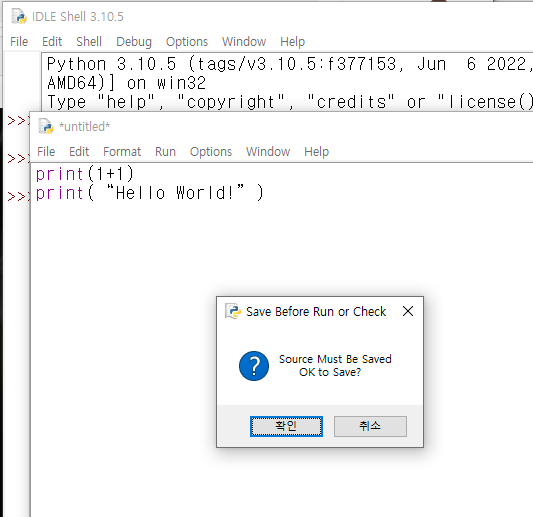 IDLE Shell 3.10.5
File Edit Shell Debug Options Window Help
Python 3.10.5 (tags/v3.10.5:f377153, Jun 6 2022,
AMD64)] on win32
Type "help", "copyright", "credits" or "license()
>>>
>>>
>>>
*untitled*
File Edit Format Run Options Window Help
print(1+1)
print( “Hello World!” )
Save Before Run or Check
Source Must Be Saved
OK to Save?
확인 취소